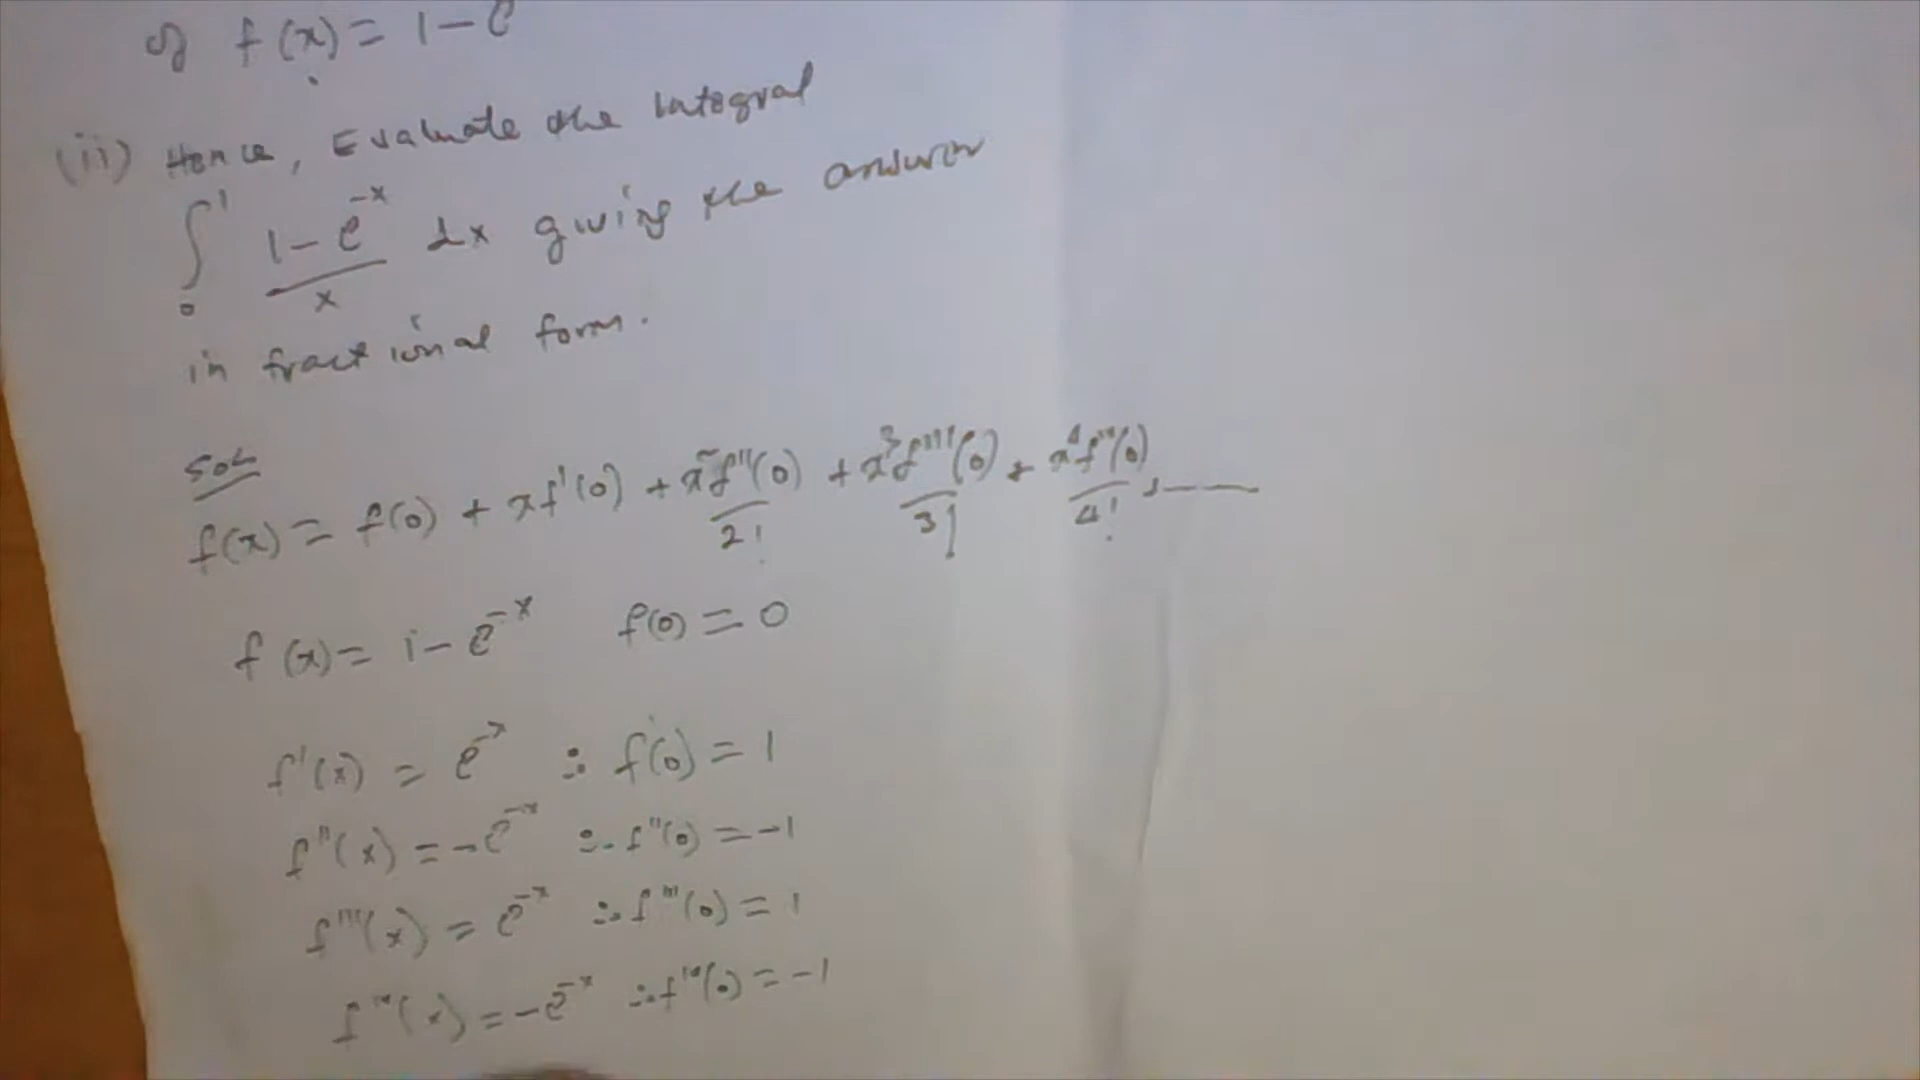 of f(x) = 1 - e
(ii) Hence, Evaluate the integral
∫₀¹ (1 - e^-x)/x dx giving the answer
in fractional form.
Soln
f(x) = f(0) + xf'(0) + x²f''(0)/2! + x³f'''(0)/3! + x⁴f''''(0)/4! + ——
f(x) = 1 - e^-x f(0) = 0
f'(x) = e^-x ∴ f'(0) = 1
f''(x) = -e^-x ∴ f''(0) = -1
f'''(x) = e^-x ∴ f'''(0) = 1
f''''(x) = -e^-x ∴ f''''(0) = -1